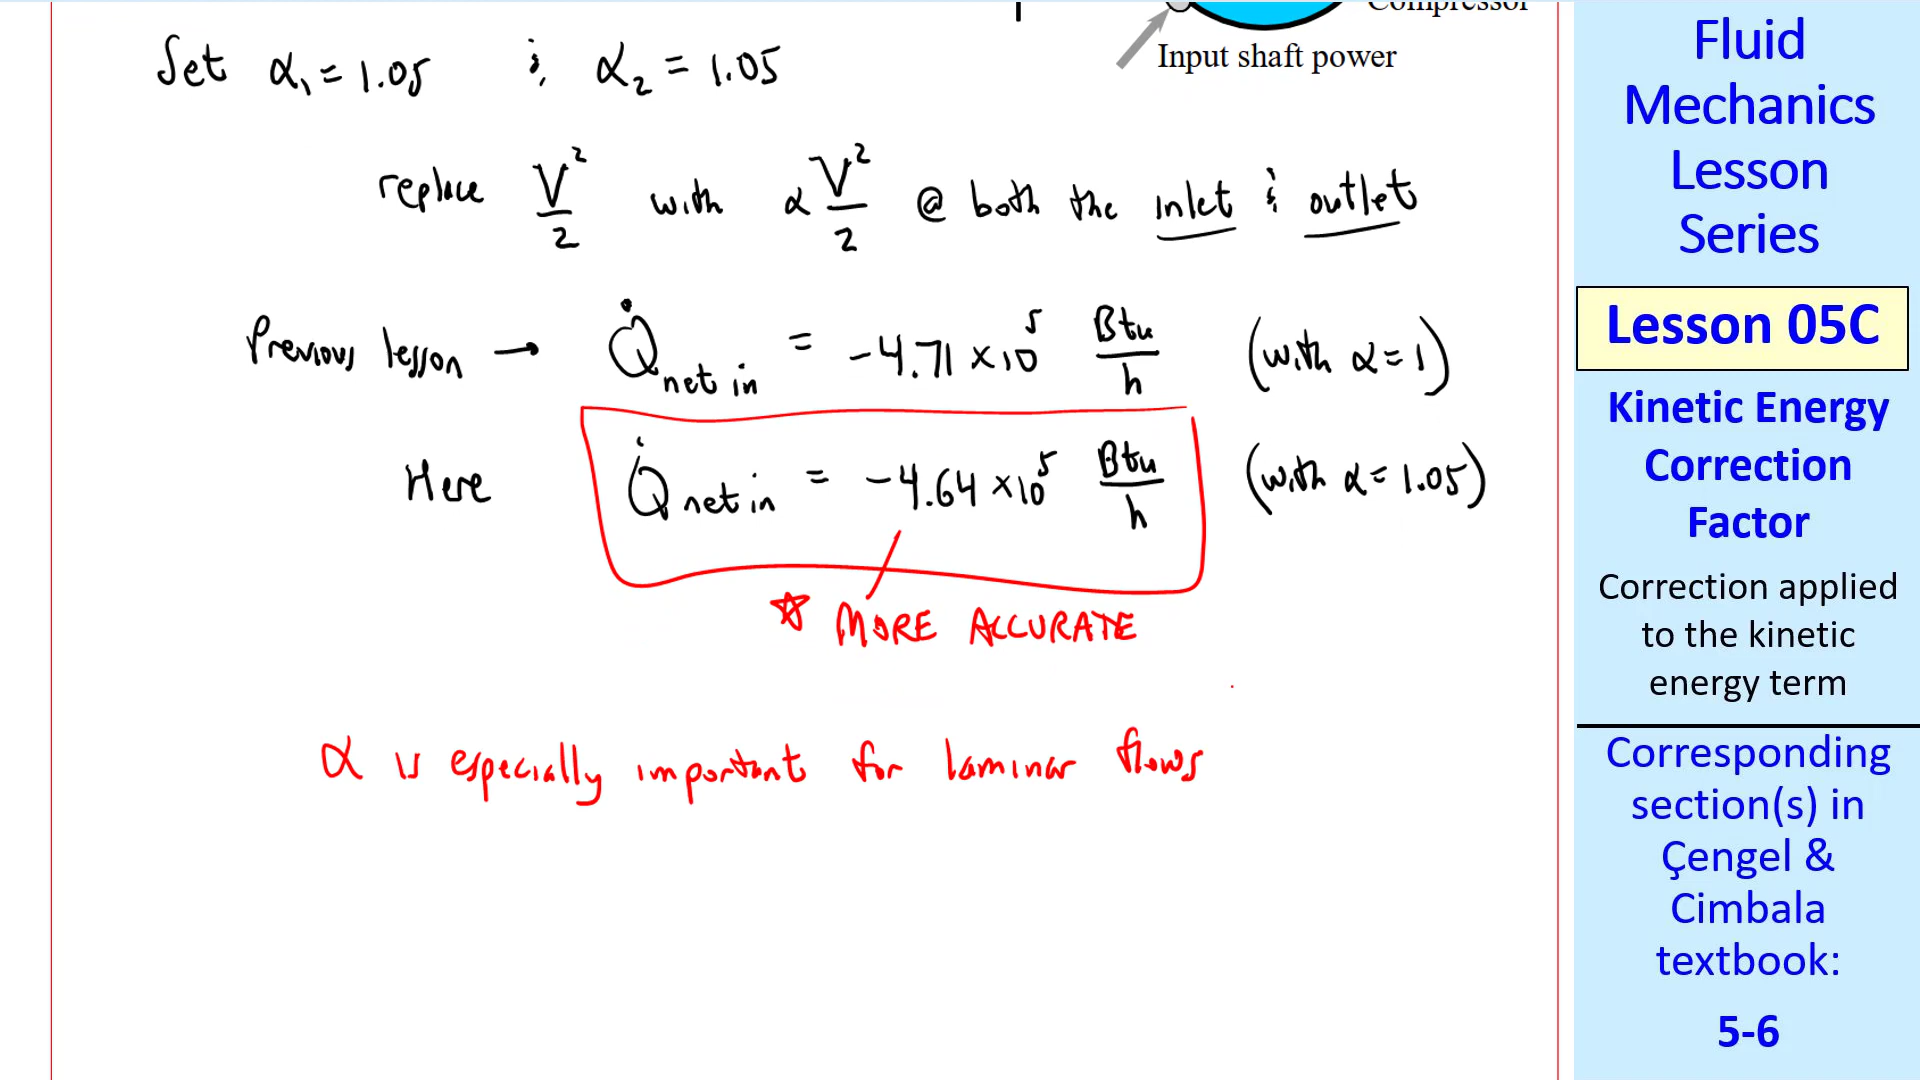 Compressor
Input shaft power
Set α₁ = 1.05 & α₂ = 1.05
replace V²/2 with α V²/2 @ both the inlet & outlet
Previous lesson → Q̇ net in = -4.71 × 10⁵ Btu/h (with α = 1)
Here Q̇ net in = -4.64 × 10⁵ Btu/h (with α = 1.05)
☆ MORE ACCURATE
α is especially important for laminar flows
Fluid
Mechanics
Lesson
Series
Lesson 05C
Kinetic Energy
Correction
Factor
Correction applied
to the kinetic
energy term
Corresponding
section(s) in
Çengel &
Cimbala
textbook:
5-6